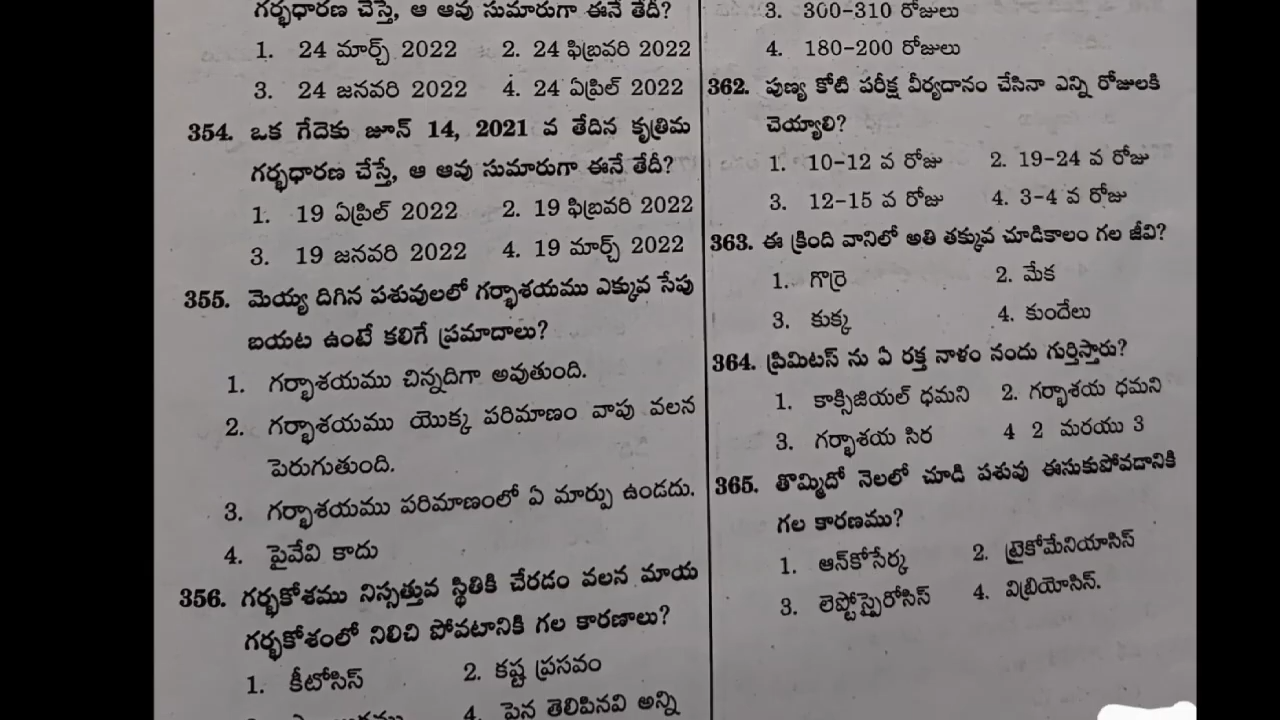 గర్భధారణ చేస్తే, ఆ ఆవు సుమారుగా ఈనే తేదీ?
1. 24 మార్చ్ 2022 2. 24 ఫిబ్రవరి 2022
3. 24 జనవరి 2022 4. 24 ఏప్రిల్ 2022
354. ఒక గేదెకు జూన్ 14, 2021 వ తేదిన కృత్రిమ
గర్భధారణ చేస్తే, ఆ ఆవు సుమారుగా ఈనే తేదీ?
1. 19 ఏప్రిల్ 2022 2. 19 ఫిబ్రవరి 2022
3. 19 జనవరి 2022 4. 19 మార్చ్ 2022
355. మెయ్య దిగిన పశువులలో గర్భాశయము ఎక్కువ సేపు
బయట ఉంటే కలిగే ప్రమాదాలు?
1. గర్భాశయము చిన్నదిగా అవుతుంది.
2. గర్భాశయము యొక్క పరిమాణం వాపు వలన
పెరుగుతుంది.
3. గర్భాశయము పరిమాణంలో ఏ మార్పు ఉండదు.
4. పైవేవి కాదు
356. గర్భకోశము నిస్సత్తువ స్థితికి చేరడం వలన మాయ
గర్భకోశంలో నిలిచి పోవటానికి గల కారణాలు?
1. కీటోసిస్ 2. కష్ట ప్రసవం
4. పైన తెలిపినవి అన్ని
3. 300-310 రోజులు
4. 180-200 రోజులు
362. పుణ్య కోటి పరీక్ష వీర్యదానం చేసినా ఎన్ని రోజులకి
చెయ్యాలి?
1. 10-12 వ రోజు 2. 19-24 వ రోజు
3. 12-15 వ రోజు 4. 3-4 వ రోజు
363. ఈ క్రింది వానిలో అతి తక్కువ చూడికాలం గల జీవి?
1. గొర్రె 2. మేక
3. కుక్క 4. కుందేలు
364. ప్రిమిటస్ ను ఏ రక్త నాళం నందు గుర్తిస్తారు?
1. కాక్సిజియల్ ధమని 2. గర్భాశయ ధమని
3. గర్భాశయ సిర 4 2 మరయు 3
365. తొమ్మిదో నెలలో చూడి పశువు ఈసుకుపోవడానికి
గల కారణము?
1. ఆన్‌కోసేర్క 2. ట్రైకోమేనియాసిస్
3. లెప్టోస్పైరోసిస్ 4. విబ్రియోసిన్.